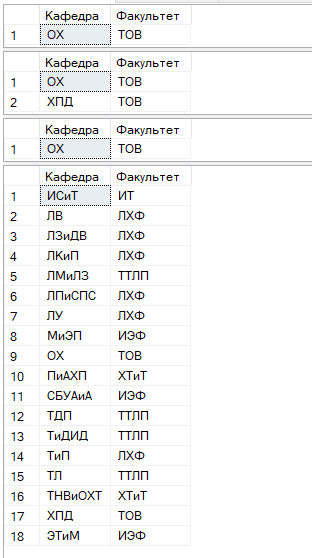 Кафедра Факультет
1 ОХ ТОВ
Кафедра Факультет
1 ОХ ТОВ
2 ХПД ТОВ
Кафедра Факультет
1 ОХ ТОВ
Кафедра Факультет
1 ИСиТ ИТ
2 ЛВ ЛХФ
3 ЛЗиДВ ЛХФ
4 ЛКиП ЛХФ
5 ЛМиЛЗ ТТЛП
6 ЛПиСПС ЛХФ
7 ЛУ ЛХФ
8 МиЭП ИЭФ
9 ОХ ТОВ
10 ПиАХП ХТиТ
11 СБУАиА ИЭФ
12 ТДП ТТЛП
13 ТиДИД ТТЛП
14 ТиП ЛХФ
15 ТЛ ТТЛП
16 ТНВиОХТ ХТиТ
17 ХПД ТОВ
18 ЭТиМ ИЭФ